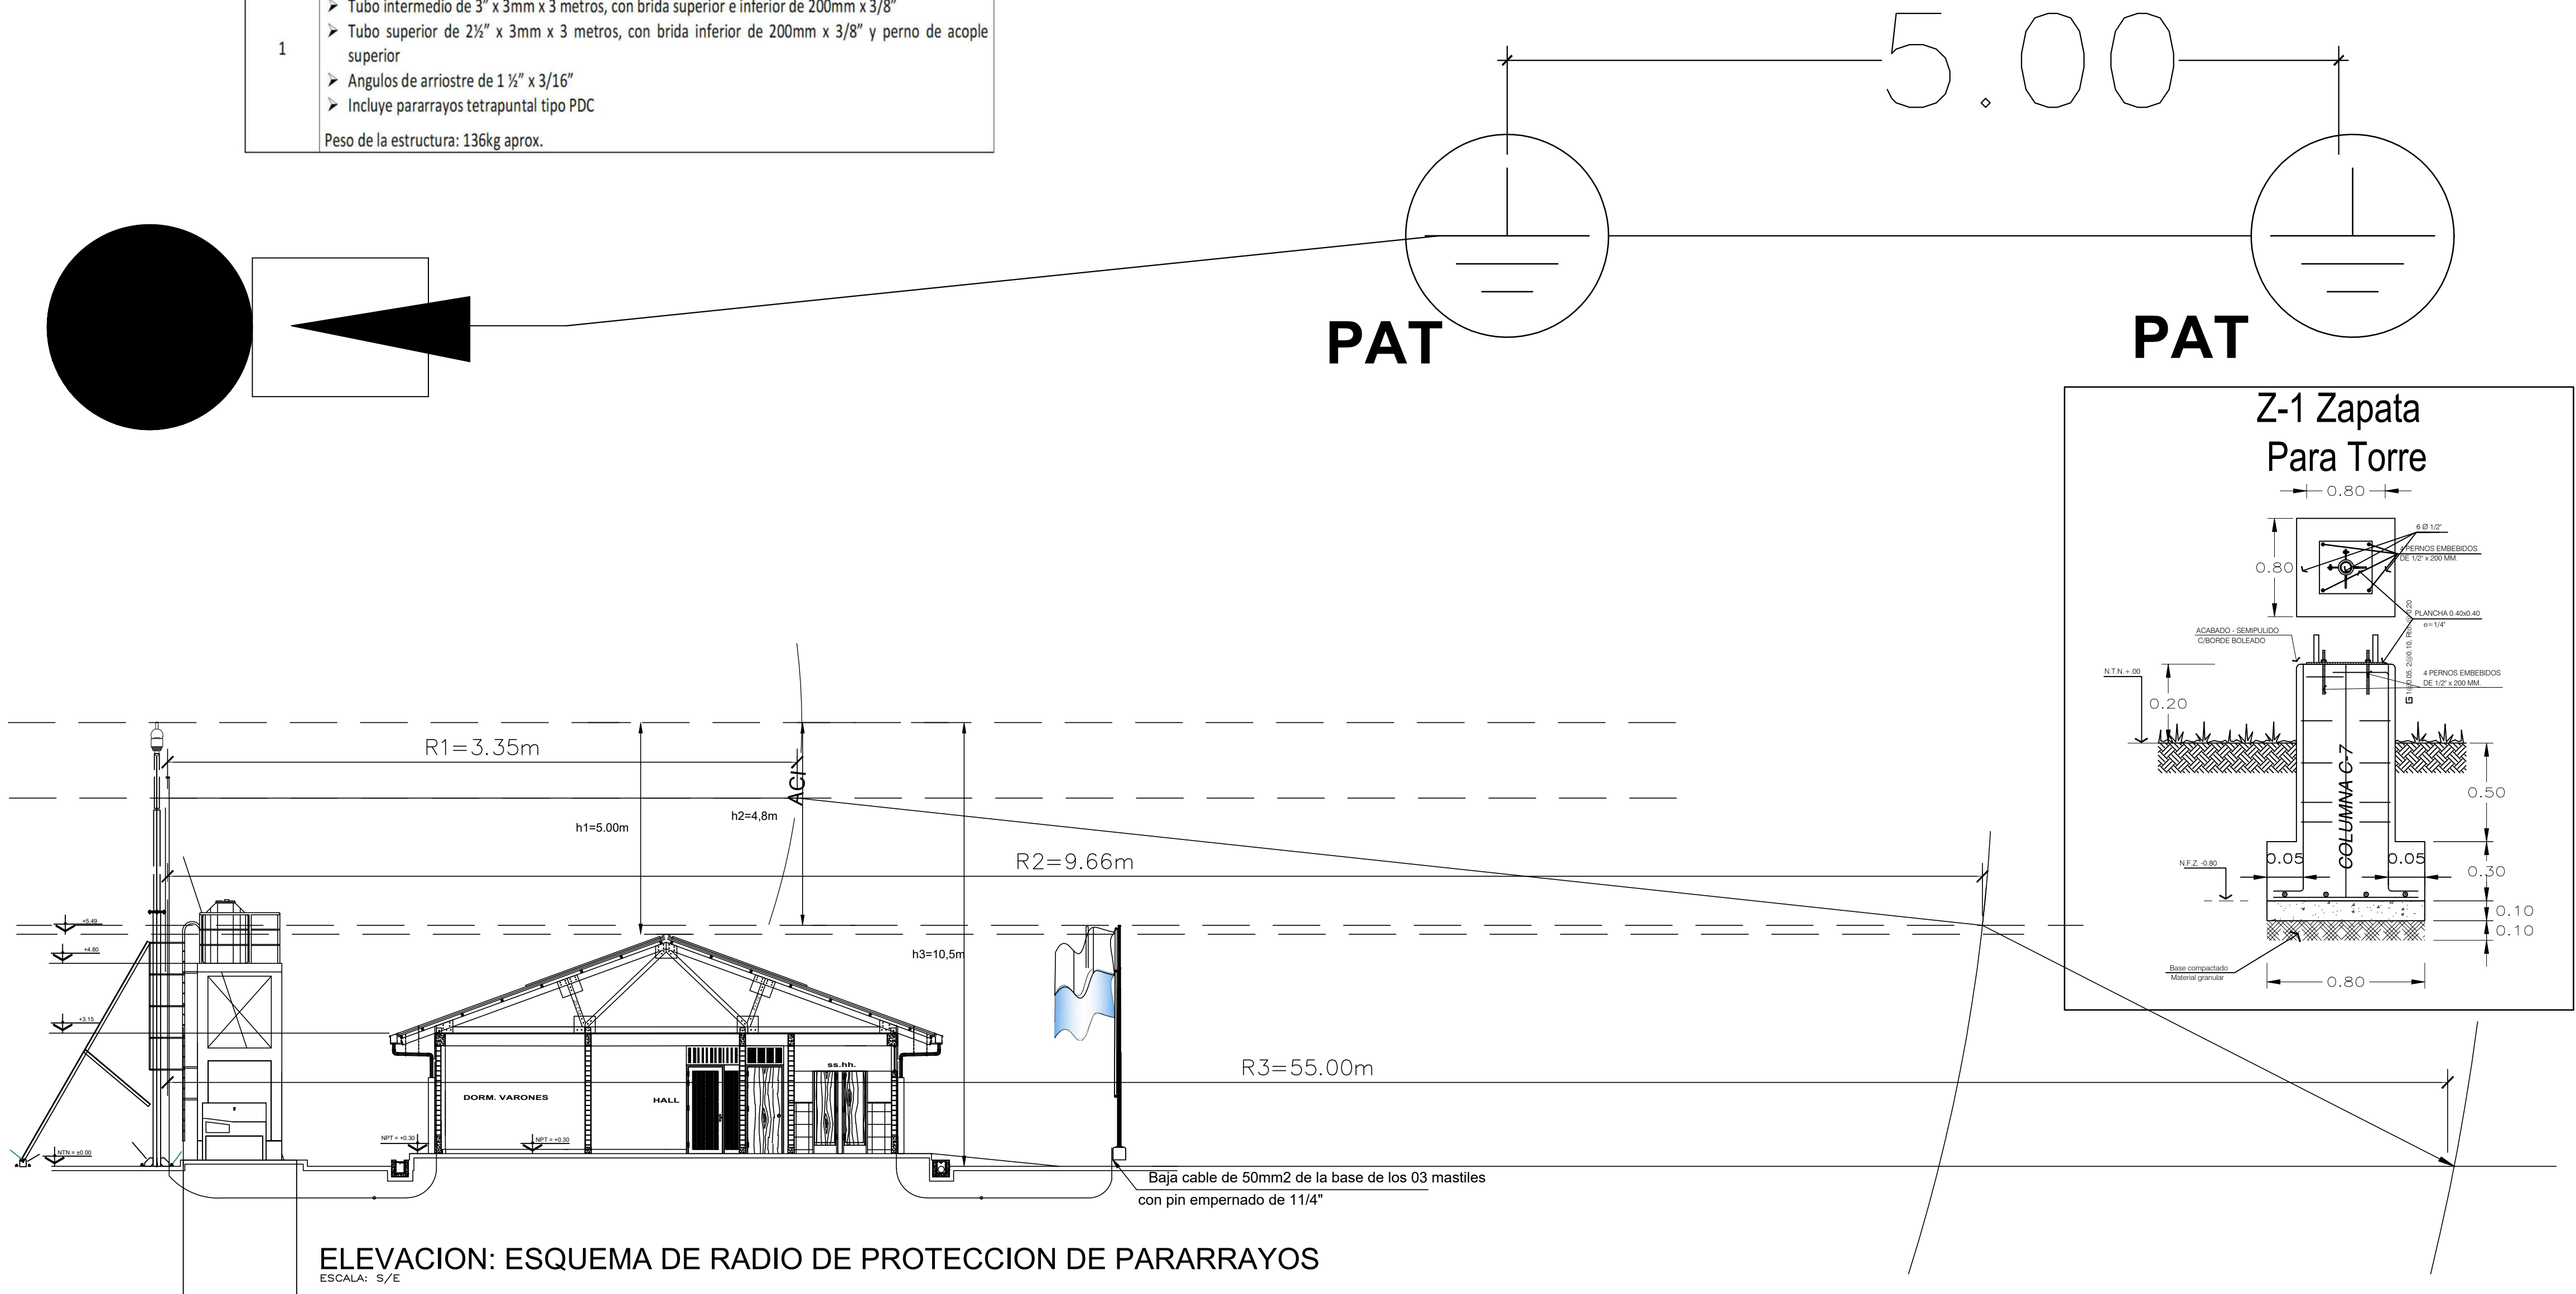 Tubo intermedio de 3" x 3mm x 3 metros, con brida superior e inferior de 200mm x 3/8"
1
Tubo superior de 2½" x 3mm x 3 metros, con brida inferior de 200mm x 3/8" y perno de acople
superior
Angulos de arriostre de 1 ½" x 3/16"
Incluye pararrayos tetrapuntal tipo PDC
Peso de la estructura: 136kg aprox.
5.00
PAT
PAT
Z-1 Zapata
Para Torre
0.80
0.80
6 Ø 1/2"
4 PERNOS EMBEBIDOS
DE 1/2" x 200 MM.
PLANCHA 0.40x0.40
e=1/4"
ACABADO - SEMIPULIDO
C/BORDE BOLEADO
4 PERNOS EMBEBIDOS
DE 1/2" x 200 MM.
N.T.N.+.00
0.20
COLUMNA C-7
0.50
0.05
0.05
N.F.Z. -0.80
0.30
0.10
0.10
Base compactado
Material granular
0.80
R1=3.35m
ACI
h1=5.00m
h2=4,8m
R2=9.66m
h3=10,5m
+5.49
+4.80
+3.15
R3=55.00m
ss.hh.
DORM. VARONES
HALL
NPT = +0.30
NPT = +0.30
NTN = ±0.00
Baja cable de 50mm2 de la base de los 03 mastiles
con pin empernado de 11/4"
ELEVACION: ESQUEMA DE RADIO DE PROTECCION DE PARARRAYOS
ESCALA: S/E